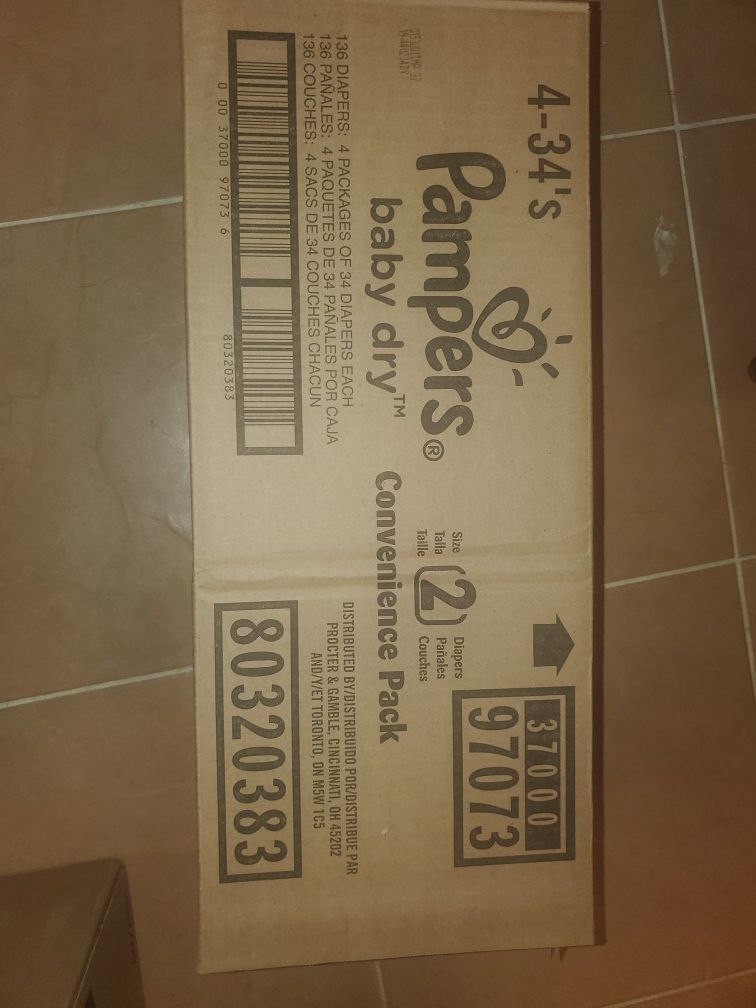 4-34's
Pampers®
baby dry™ Convenience Pack
Size
Talla
Taille
2
Diapers
Pañales
Couches
37000
97073
136 DIAPERS: 4 PACKAGES OF 34 DIAPERS EACH
136 PAÑALES: 4 PAQUETES DE 34 PAÑALES POR CAJA
136 COUCHES: 4 SACS DE 34 COUCHES CHACUN
DISTRIBUTED BY/DISTRIBUIDO POR/DISTRIBUE PAR
PROCTER & GAMBLE, CINCINNATI, OH 45202
AND/Y/ET TORONTO, ON M5W 1C5
0 00 37000 97073 6
80320383
80320383